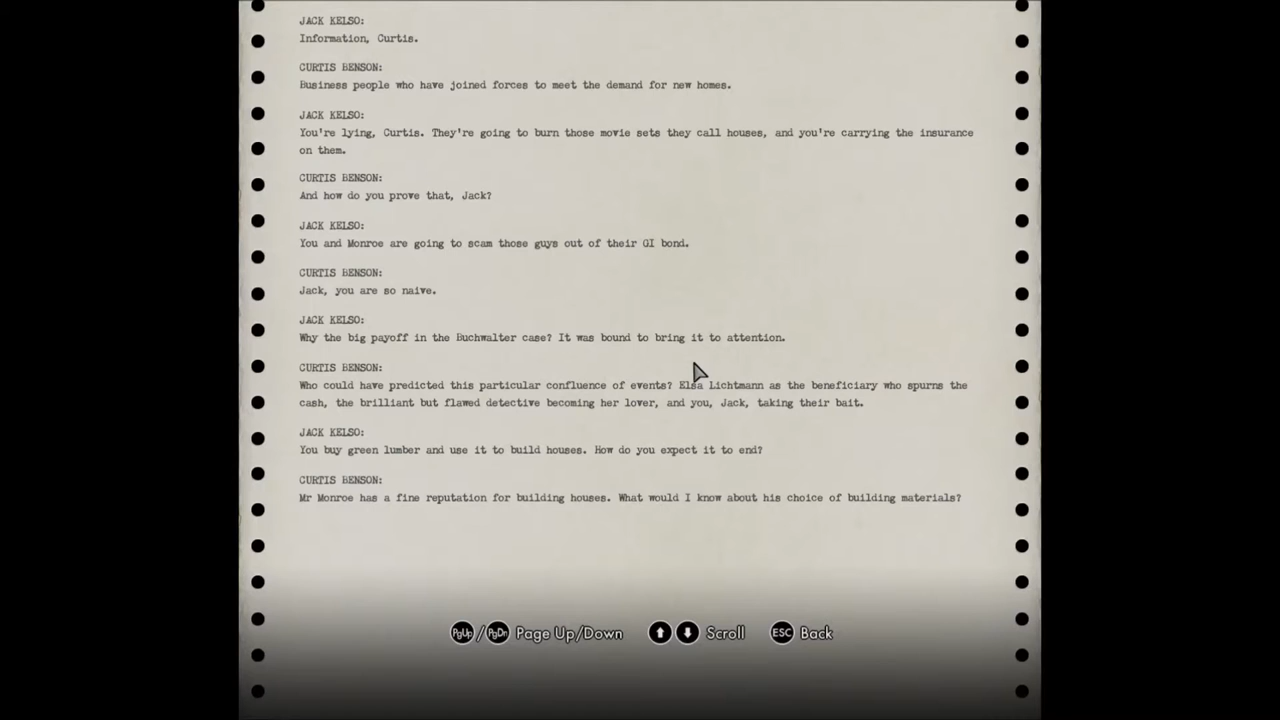 JACK KELSO:
Information, Curtis.
CURTIS BENSON:
Business people who have joined forces to meet the demand for new homes.
JACK KELSO:
You're lying, Curtis. They're going to burn those movie sets they call houses, and you're carrying the insurance
on them.
CURTIS BENSON:
And how do you prove that, Jack?
JACK KELSO:
You and Monroe are going to scam those guys out of their GI bond.
CURTIS BENSON:
Jack, you are so naive.
JACK KELSO:
Why the big payoff in the Buchwalter case? It was bound to bring it to attention.
CURTIS BENSON:
Who could have predicted this particular confluence of events? Elsa Lichtmann as the beneficiary who spurns the
cash, the brilliant but flawed detective becoming her lover, and you, Jack, taking their bait.
JACK KELSO:
You buy green lumber and use it to build houses. How do you expect it to end?
CURTIS BENSON:
Mr Monroe has a fine reputation for building houses. What would I know about his choice of building materials?
PgUp/PgDn Page Up/Down Scroll ESC Back